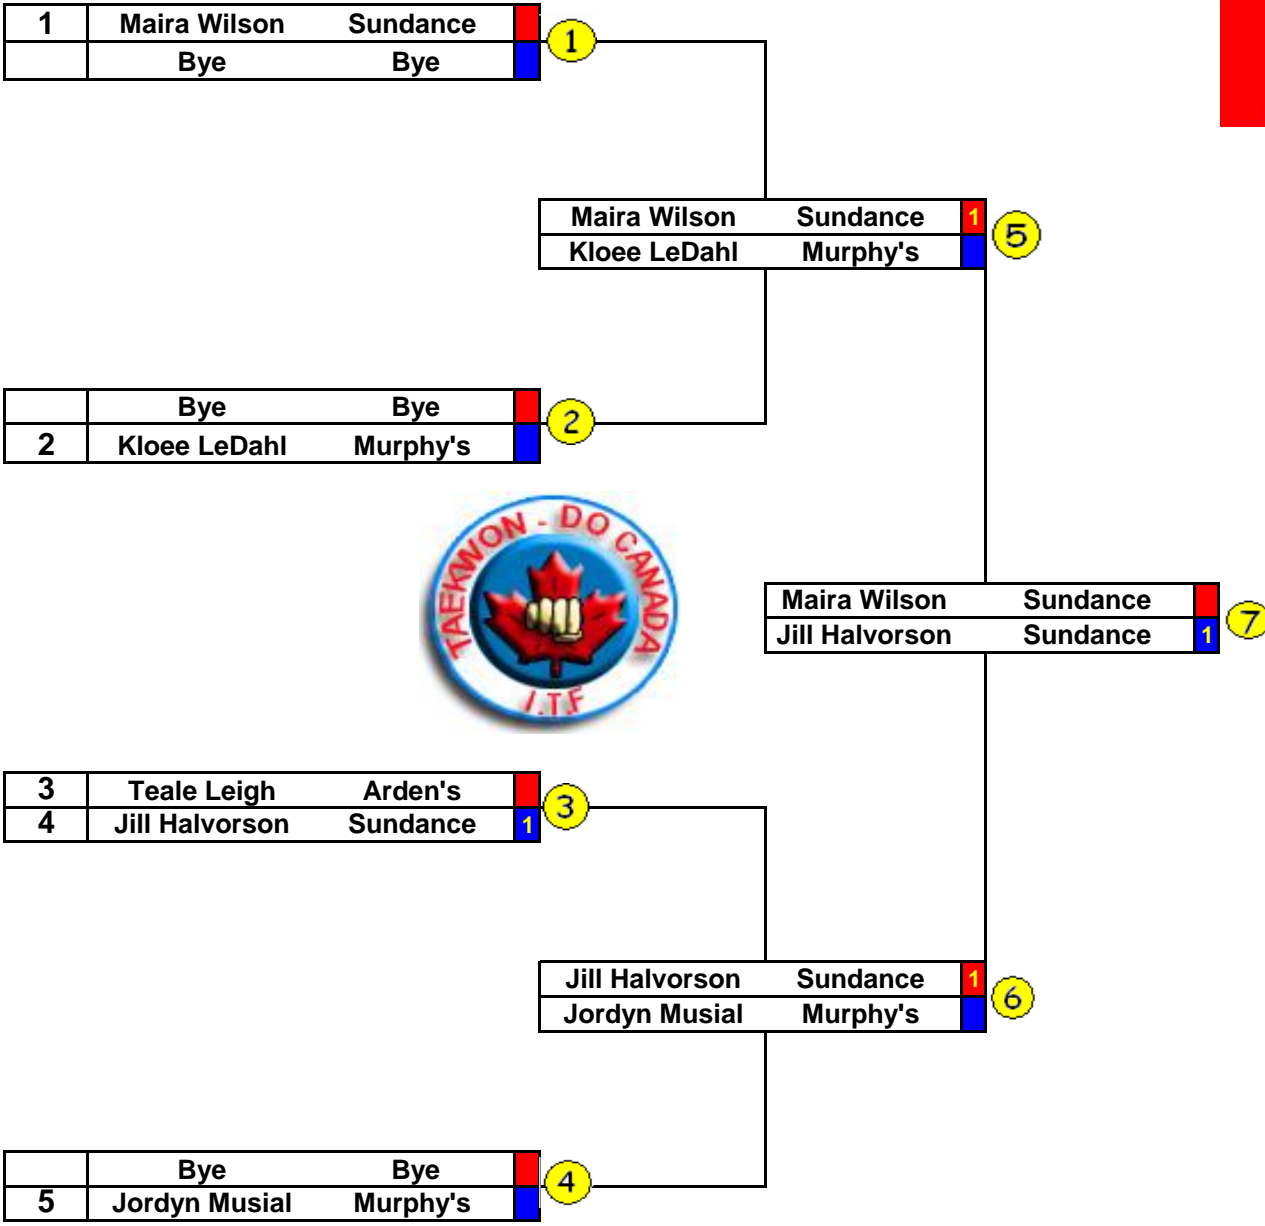 1 Maira Wilson Sundance
Bye Bye
1
Maira Wilson Sundance 1
Kloee LeDahl Murphy's
5
Bye Bye
2 Kloee LeDahl Murphy's
2
TAEKWON - DO CANADA
I.T.F
Maira Wilson Sundance
Jill Halvorson Sundance 1
7
3 Teale Leigh Arden's
4 Jill Halvorson Sundance 1
3
Jill Halvorson Sundance 1
Jordyn Musial Murphy's
6
Bye Bye
5 Jordyn Musial Murphy's
4